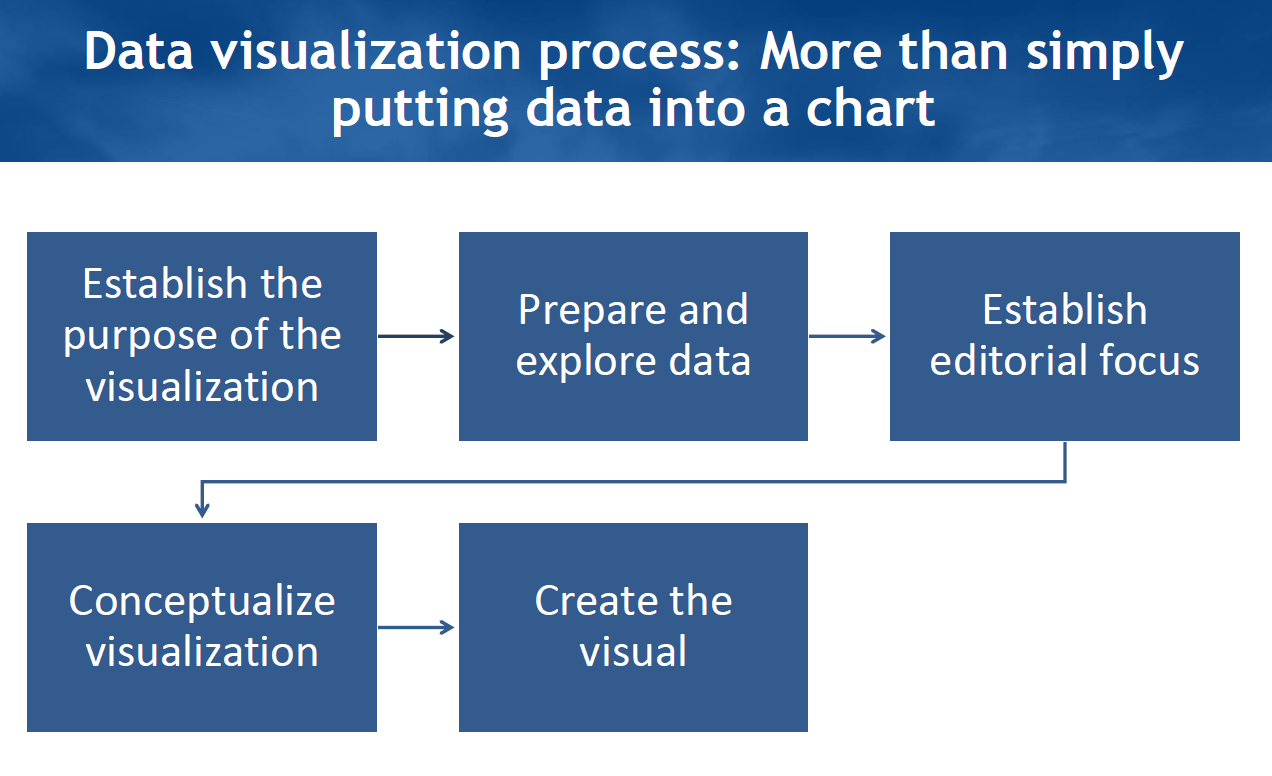 Data visualization process: More than simply
putting data into a chart
Establish the
purpose of the
visualization
Prepare and
explore data
Establish
editorial focus
Conceptualize
visualization
Create the
visual